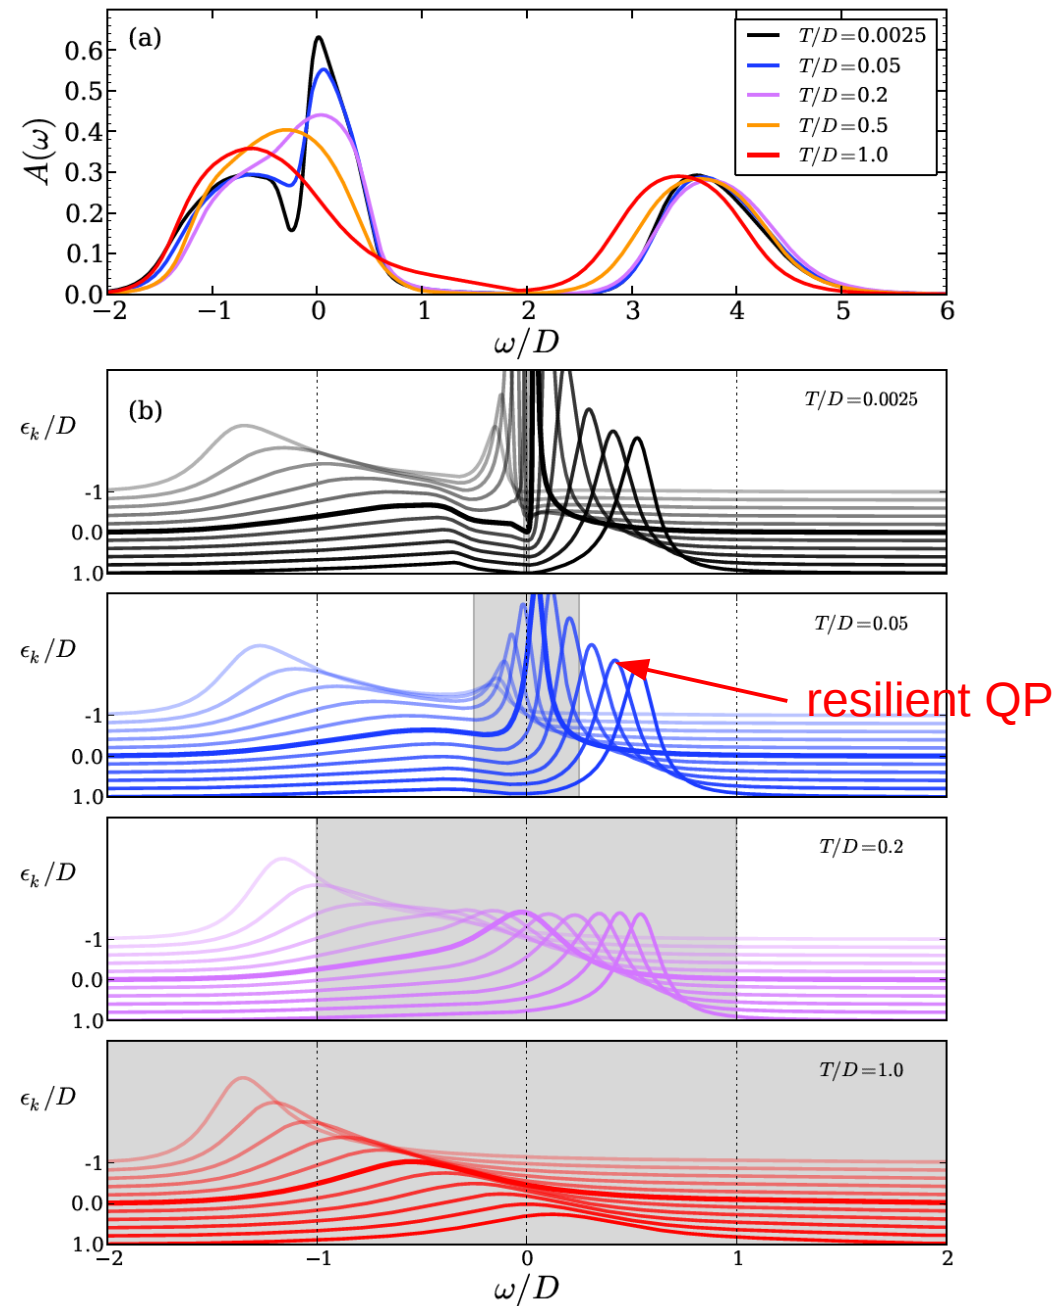 (a)
A(ω)
0.6
0.5
0.4
0.3
0.2
0.1
0.0
T/D=0.0025
T/D=0.05
T/D=0.2
T/D=0.5
T/D=1.0
−2 −1 0 1 2 3 4 5 6
ω/D
(b)
T/D=0.0025
ϵk/D
-1
0.0
1.0
T/D=0.05
ϵk/D
resilient QP
-1
0.0
1.0
T/D=0.2
ϵk/D
-1
0.0
1.0
T/D=1.0
ϵk/D
-1
0.0
1.0
−2 −1 0 1 2
ω/D